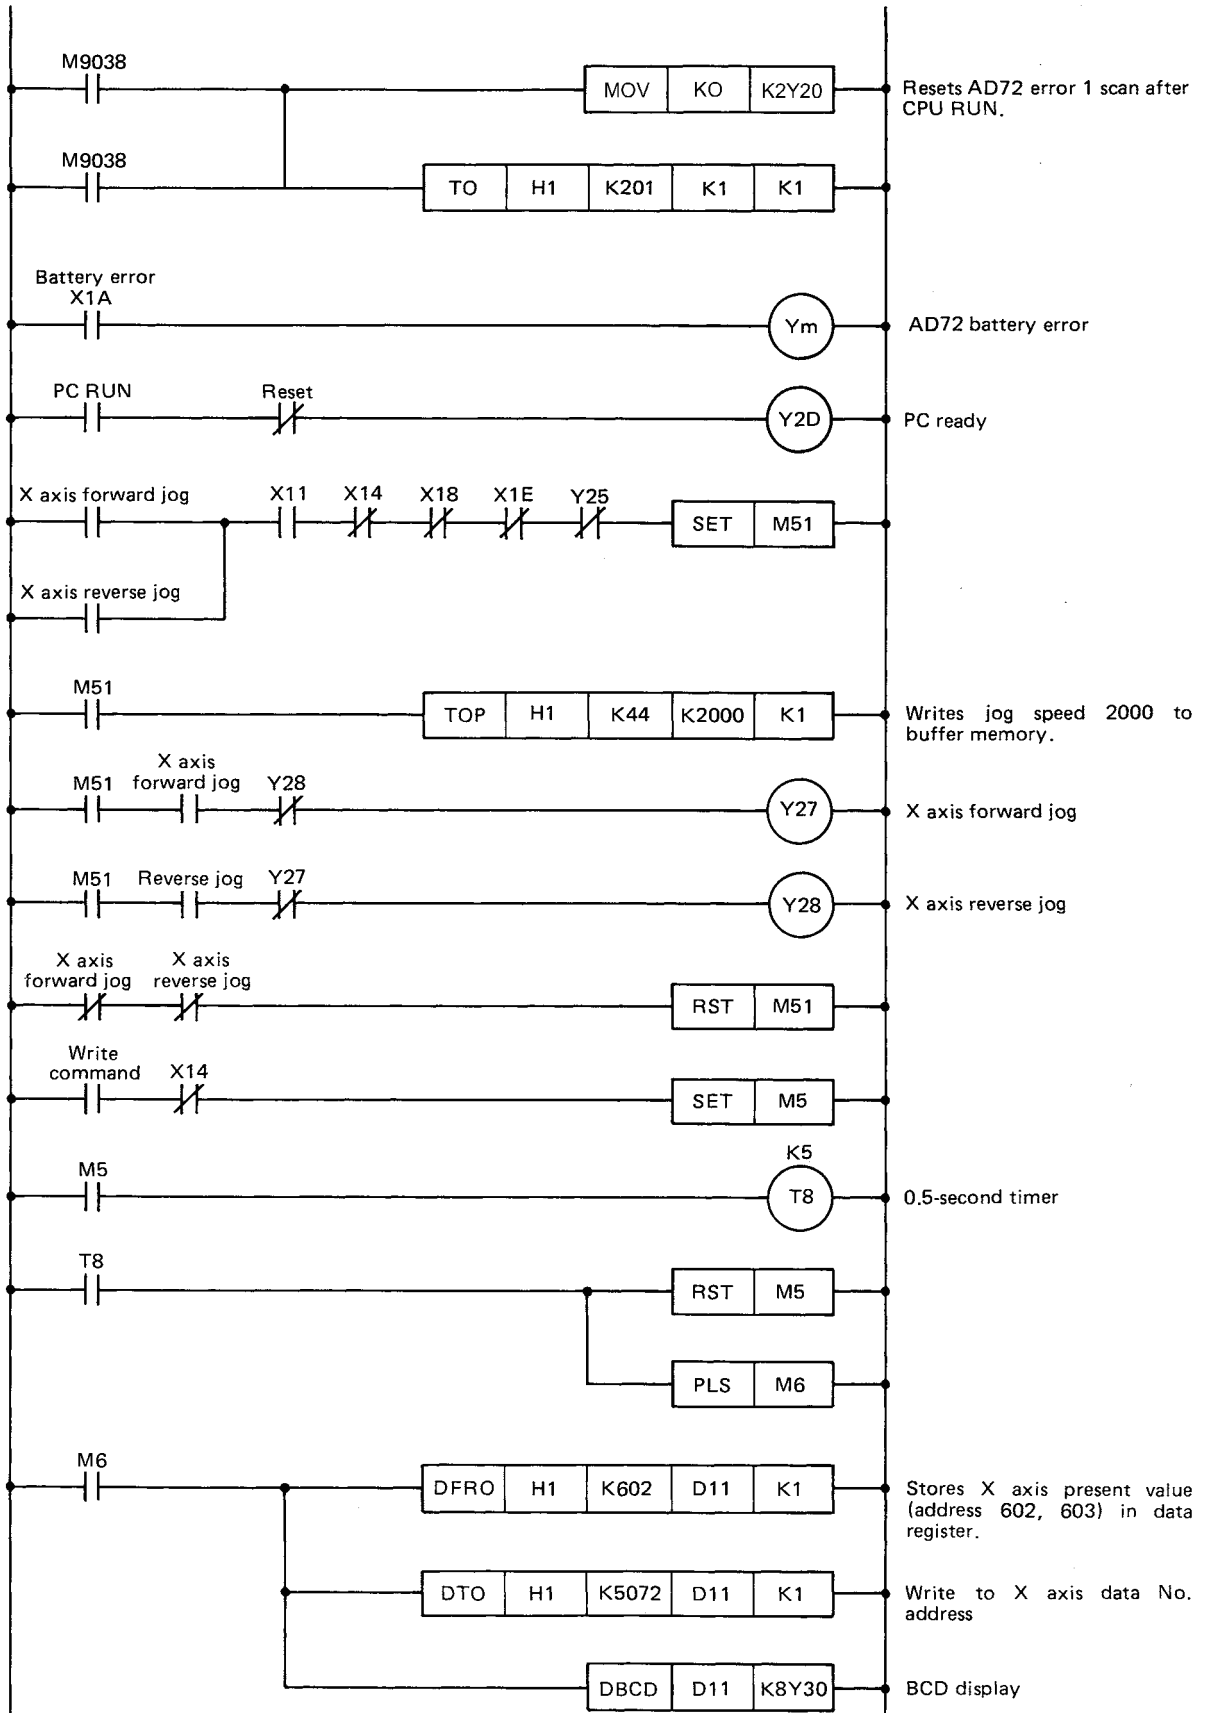 M9038
MOV KO K2Y20
Resets AD72 error 1 scan after
CPU RUN.
M9038
TO H1 K201 K1 K1
Battery error
X1A
Ym
AD72 battery error
PC RUN
Reset
Y2D
PC ready
X axis forward jog
X11 X14 X18 X1E Y25
SET M51
X axis reverse jog
M51
TOP H1 K44 K2000 K1
Writes jog speed 2000 to
buffer memory.
M51
X axis
forward jog
Y28
Y27
X axis forward jog
M51 Reverse jog Y27
Y28
X axis reverse jog
X axis
forward jog
X axis
reverse jog
RST M51
Write
command
X14
SET M5
M5
K5
T8
0.5-second timer
T8
RST M5
PLS M6
M6
DFRO H1 K602 D11 K1
Stores X axis present value
(address 602, 603) in data
register.
DTO H1 K5072 D11 K1
Write to X axis data No.
address
DBCD D11 K8Y30
BCD display